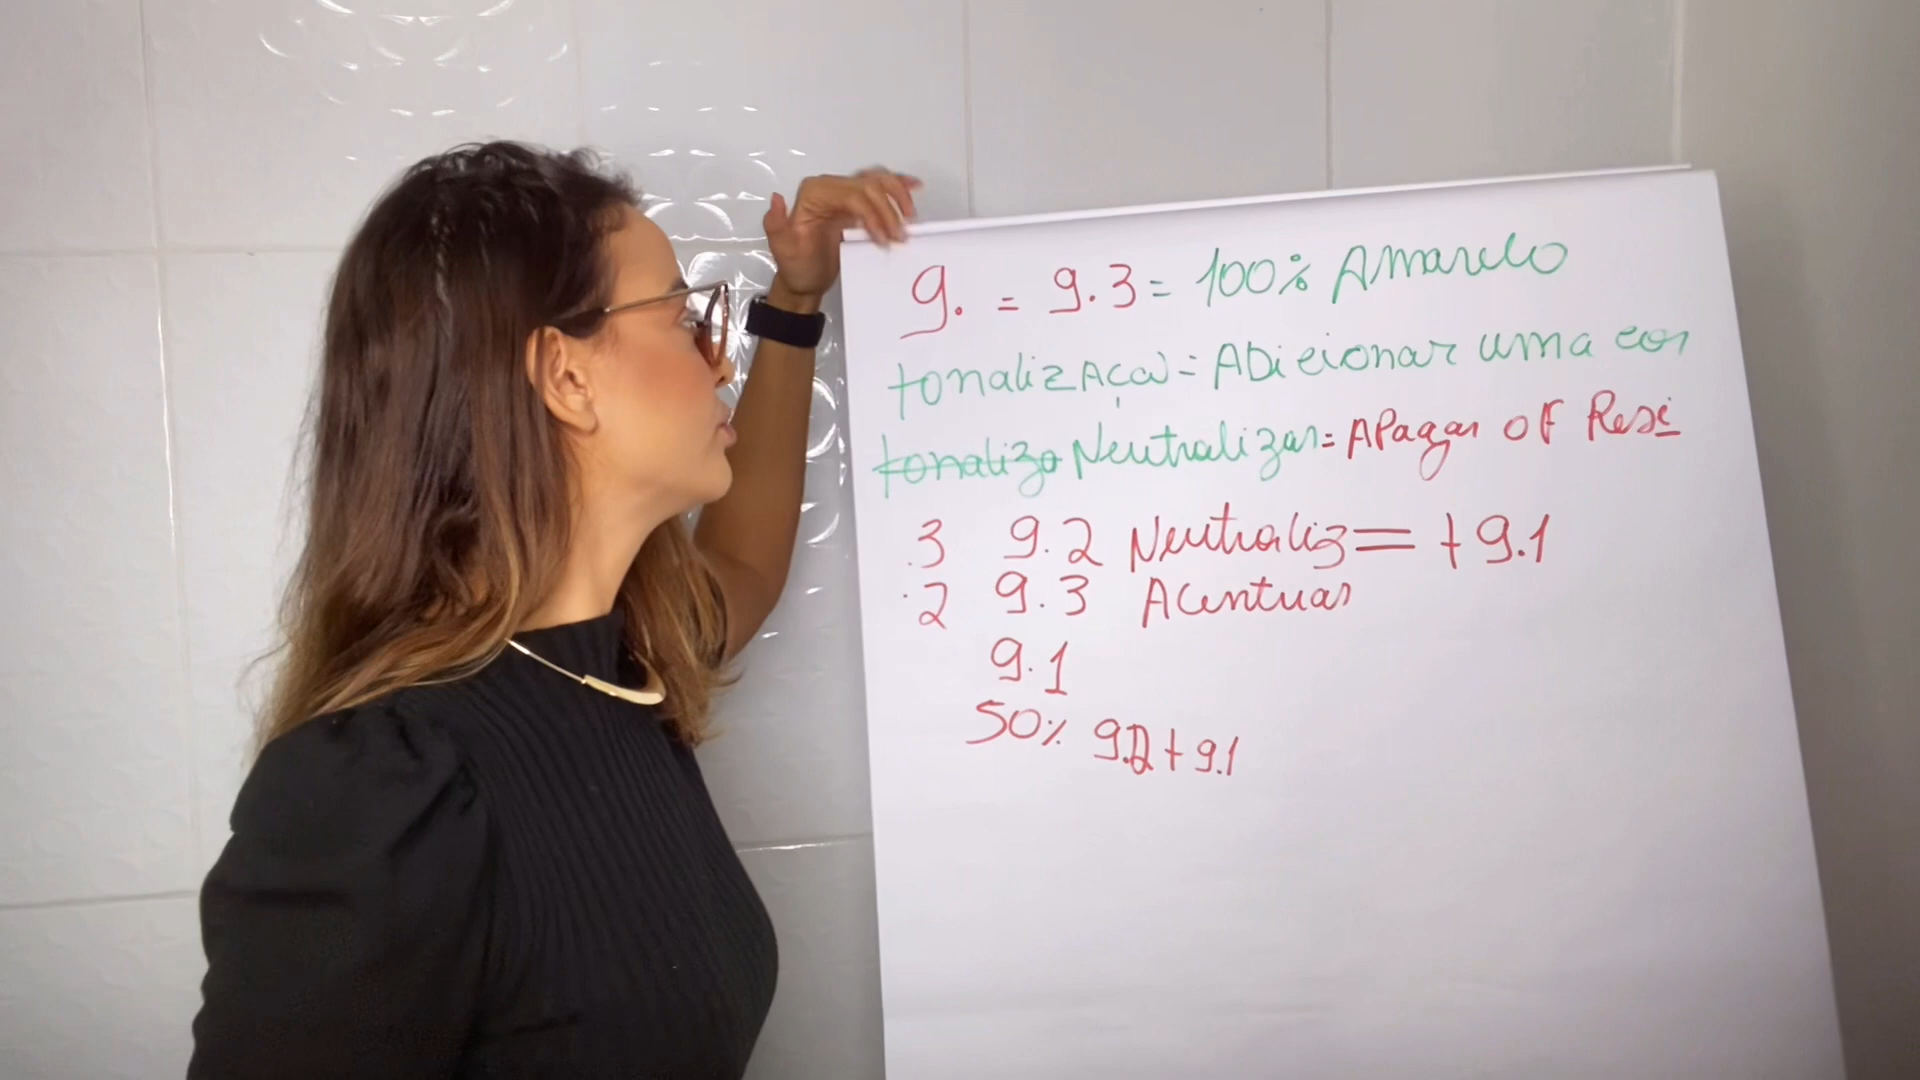 9. = 9.3 = 100% Amarelo
tonalização = Adicionar uma cor
tonalizo Neutralizar = APagar OF Resi
.3 9.2 Neutraliz = + 9.1
.2 9.3 Acentuar
9.1
50% 9.2 + 9.1